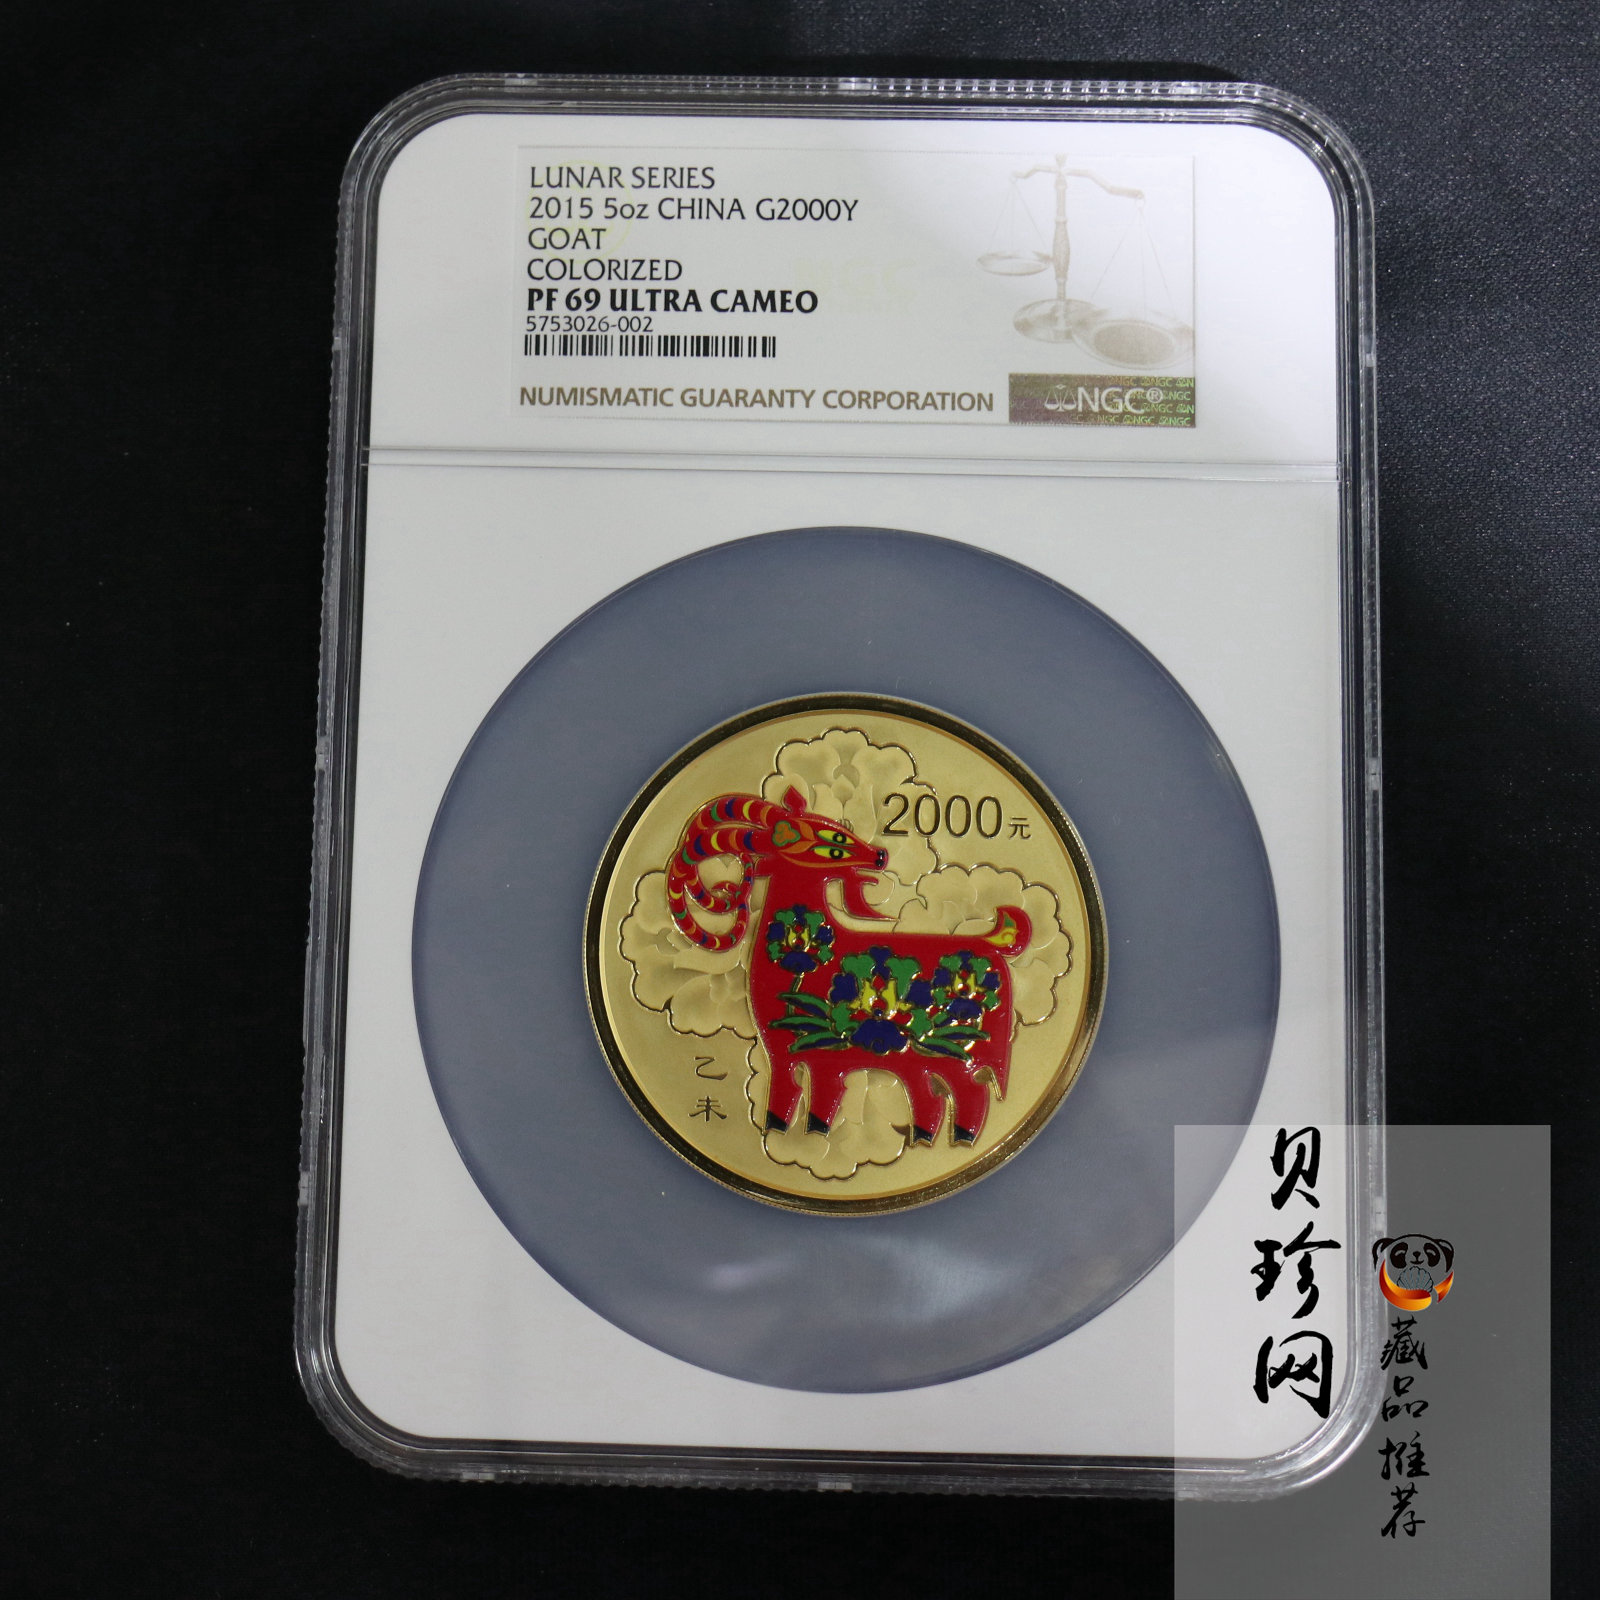 LUNAR SERIES
2015 5oz CHINA G2000Y
GOAT
COLORIZED
PF 69 ULTRA CAMEO
5753026-002
NUMISMATIC GUARANTY CORPORATION
NGC®
2000元
乙未
贝珍网
藏品推荐